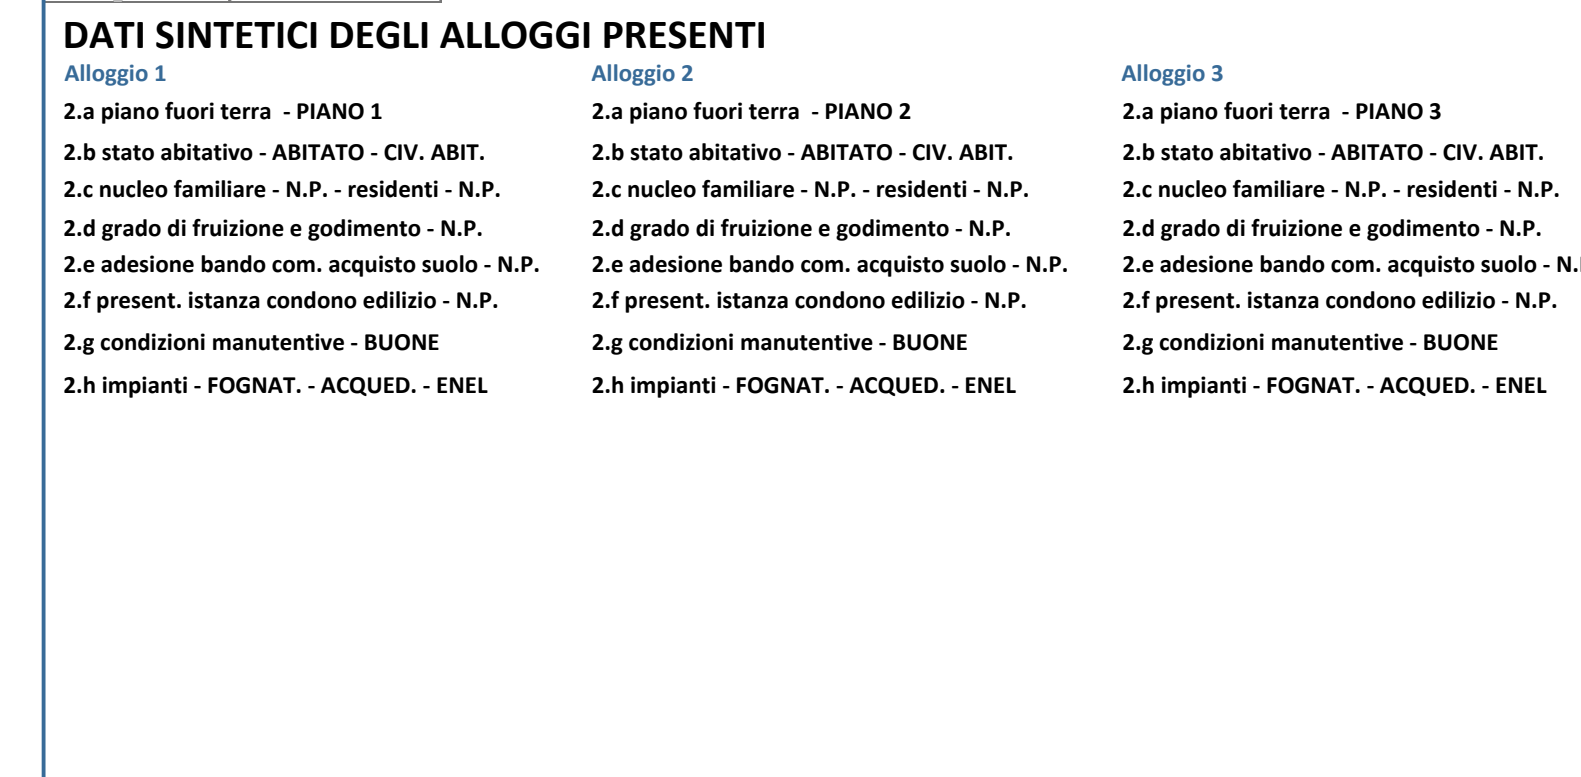 DATI SINTETICI DEGLI ALLOGGI PRESENTI
Alloggio 1
2.a piano fuori terra - PIANO 1
2.b stato abitativo - ABITATO - CIV. ABIT.
2.c nucleo familiare - N.P. - residenti - N.P.
2.d grado di fruizione e godimento - N.P.
2.e adesione bando com. acquisto suolo - N.P.
2.f present. istanza condono edilizio - N.P.
2.g condizioni manutentive - BUONE
2.h impianti - FOGNAT. - ACQUED. - ENEL
Alloggio 2
2.a piano fuori terra - PIANO 2
2.b stato abitativo - ABITATO - CIV. ABIT.
2.c nucleo familiare - N.P. - residenti - N.P.
2.d grado di fruizione e godimento - N.P.
2.e adesione bando com. acquisto suolo - N.P.
2.f present. istanza condono edilizio - N.P.
2.g condizioni manutentive - BUONE
2.h impianti - FOGNAT. - ACQUED. - ENEL
Alloggio 3
2.a piano fuori terra - PIANO 3
2.b stato abitativo - ABITATO - CIV. ABIT.
2.c nucleo familiare - N.P. - residenti - N.P.
2.d grado di fruizione e godimento - N.P.
2.e adesione bando com. acquisto suolo -
2.f present. istanza condono edilizio - N.P.
2.g condizioni manutentive - BUONE
2.h impianti - FOGNAT. - ACQUED. - ENEL